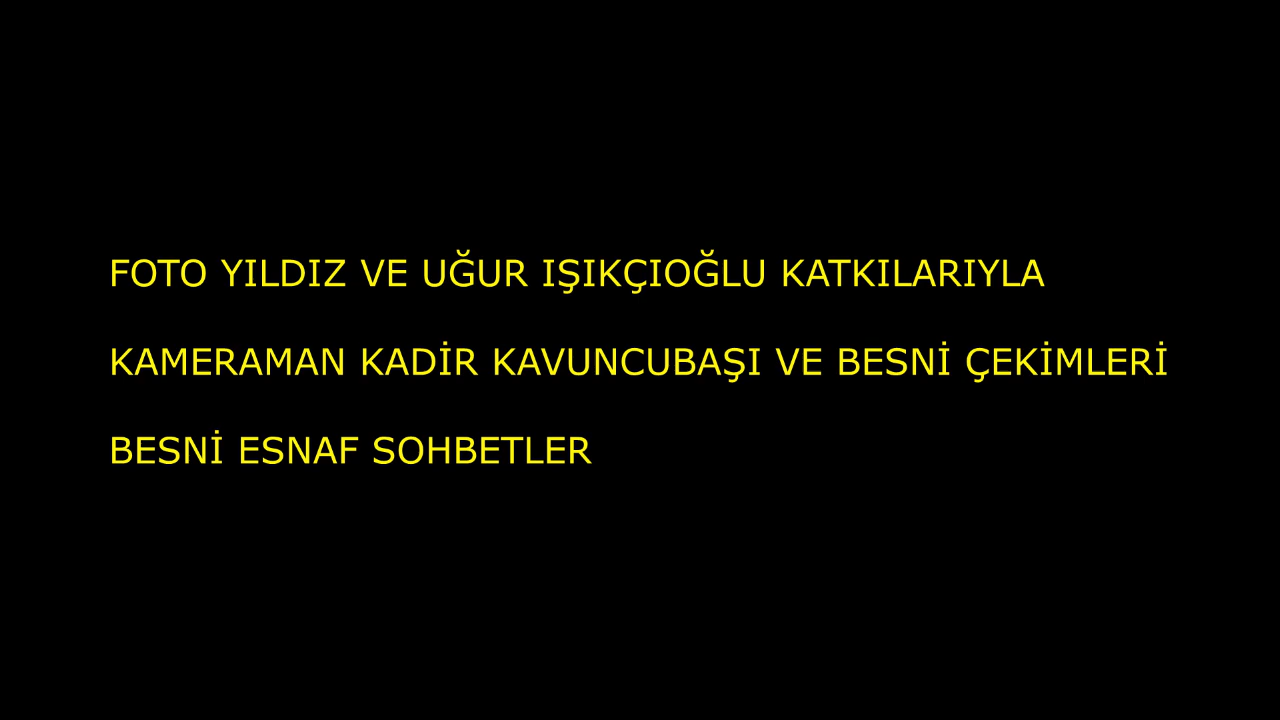 FOTO YILDIZ VE UĞUR IŞIKÇIOĞLU KATKILARIYLA
KAMERAMAN KADİR KAVUNCUBAŞI VE BESNİ ÇEKİMLERİ
BESNİ ESNAF SOHBETLER